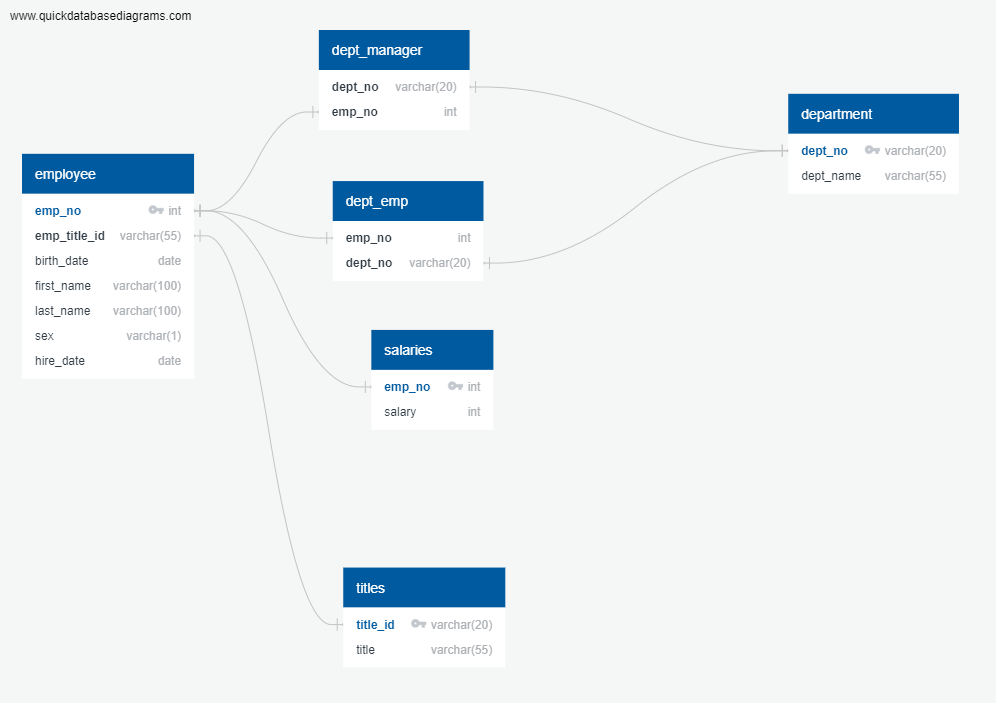 www.quickdatabasediagrams.com
dept_manager
dept_no varchar(20)
emp_no int
department
dept_no varchar(20)
dept_name varchar(55)
employee
emp_no int
emp_title_id varchar(55)
birth_date date
first_name varchar(100)
last_name varchar(100)
sex varchar(1)
hire_date date
dept_emp
emp_no int
dept_no varchar(20)
salaries
emp_no int
salary int
titles
title_id varchar(20)
title varchar(55)